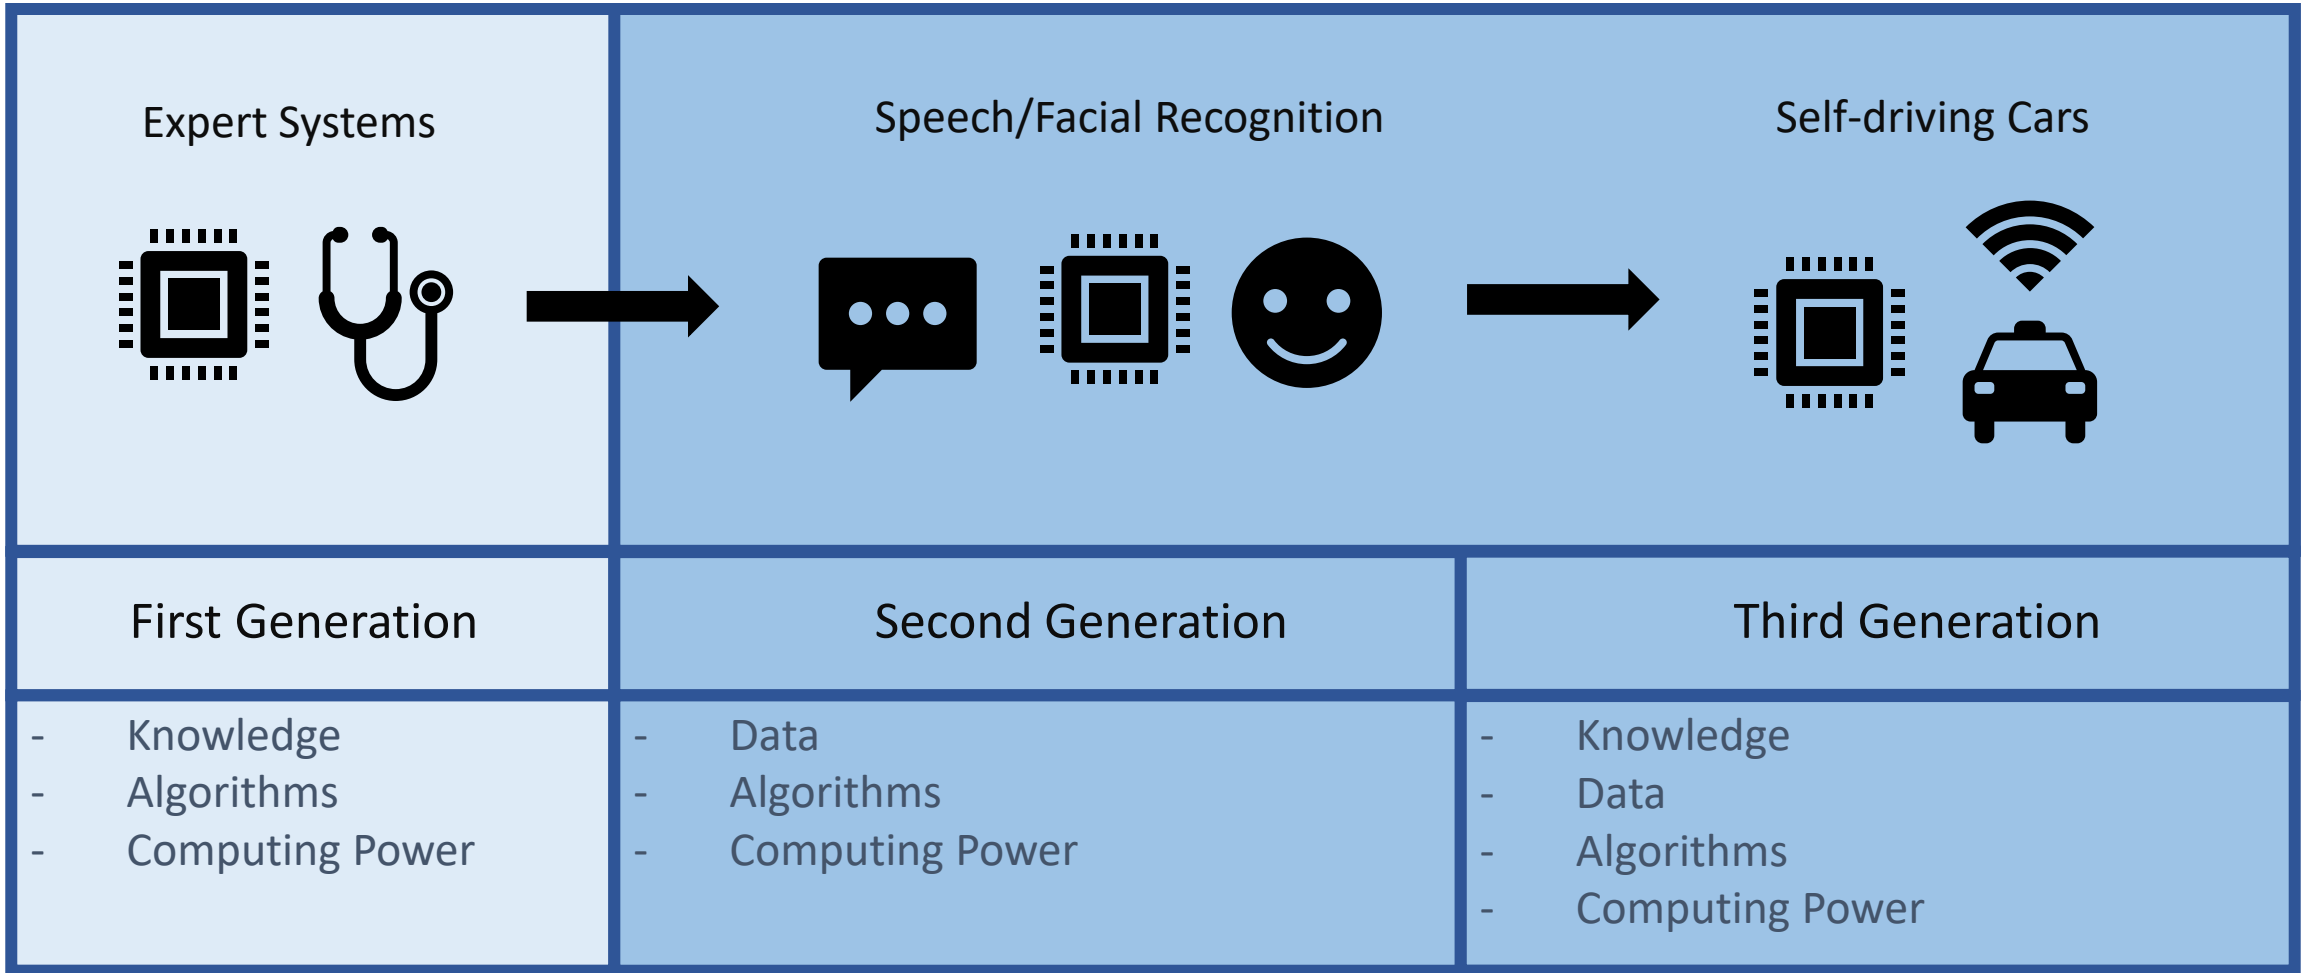 Expert Systems
Speech/Facial Recognition
Self-driving Cars
First Generation
Second Generation
Third Generation
- Knowledge
- Algorithms
- Computing Power
- Data
- Algorithms
- Computing Power
- Knowledge
- Data
- Algorithms
- Computing Power